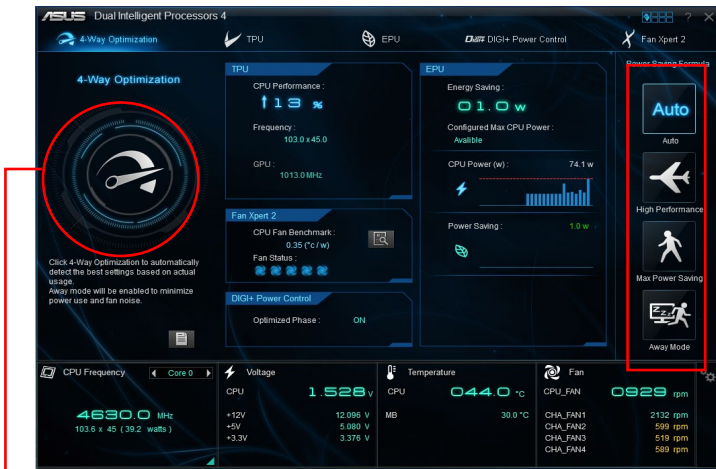 ASUS Dual Intelligent Processors 4
?
4-Way Optimization
TPU
EPU
DIGI+ Power Control
Fan Xpert 2
4-Way Optimization
Click 4-Way Optimization to automatically
detect the best settings based on actual
usage.
Away mode will be enabled to minimize
power use and fan noise.
TPU
CPU Performance :
13 %
Frequency :
103.0 x 45.0
GPU :
1013.0 MHz
Fan Xpert 2
CPU Fan Benchmark :
0.35 (°c / w)
Fan Status :
DIGI+ Power Control
Optimized Phase : ON
EPU
Energy Saving :
01.0 w
Configured Max CPU Power :
Avalible
CPU Power (w) : 74.1 w
Power Saving : 1.0 w
Power Saving Formula
Auto
Auto
High Performance
Max Power Saving
Away Mode
CPU Frequency
Core 0
4630.0 MHz
103.6 x 45 ( 39.2 watts )
Voltage
CPU 1.528 V
+12V 12.096 V
+5V 5.080 V
+3.3V 3.376 V
Temperature
CPU 044.0 °C
MB 30.0 °C
Fan
CPU_FAN 0929 rpm
CHA_FAN1 2132 rpm
CHA_FAN2 599 rpm
CHA_FAN3 519 rpm
CHA_FAN4 589 rpm